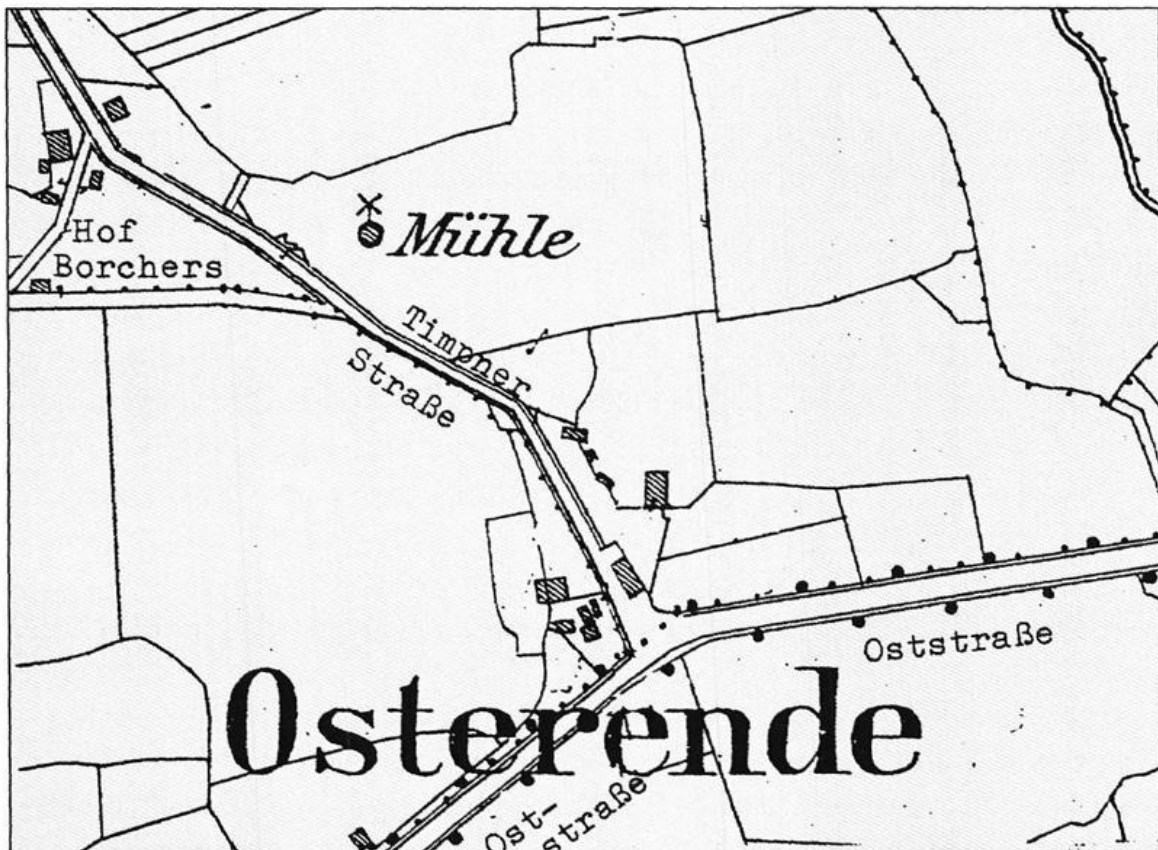 Hof
Borchers
Mühle
Timpner
Straße
Oststraße
Osterende
Ost-
straße